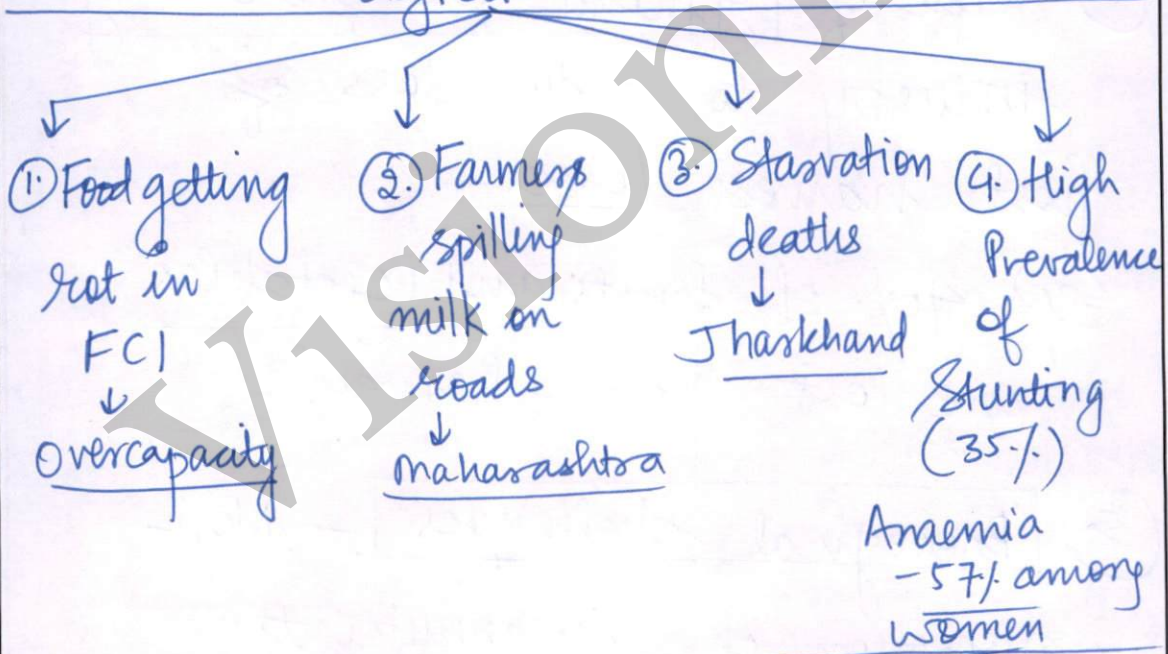 ① Food getting
rot in
FCI
↓
Overcapacity
②. Farmers
spilling
milk on
roads
↓
Maharashtra
③. Starvation
deaths
↓
Jharkhand
④. High
Prevalence
of
Stunting
(35%)
Anaemia
-57% among
women
Vision